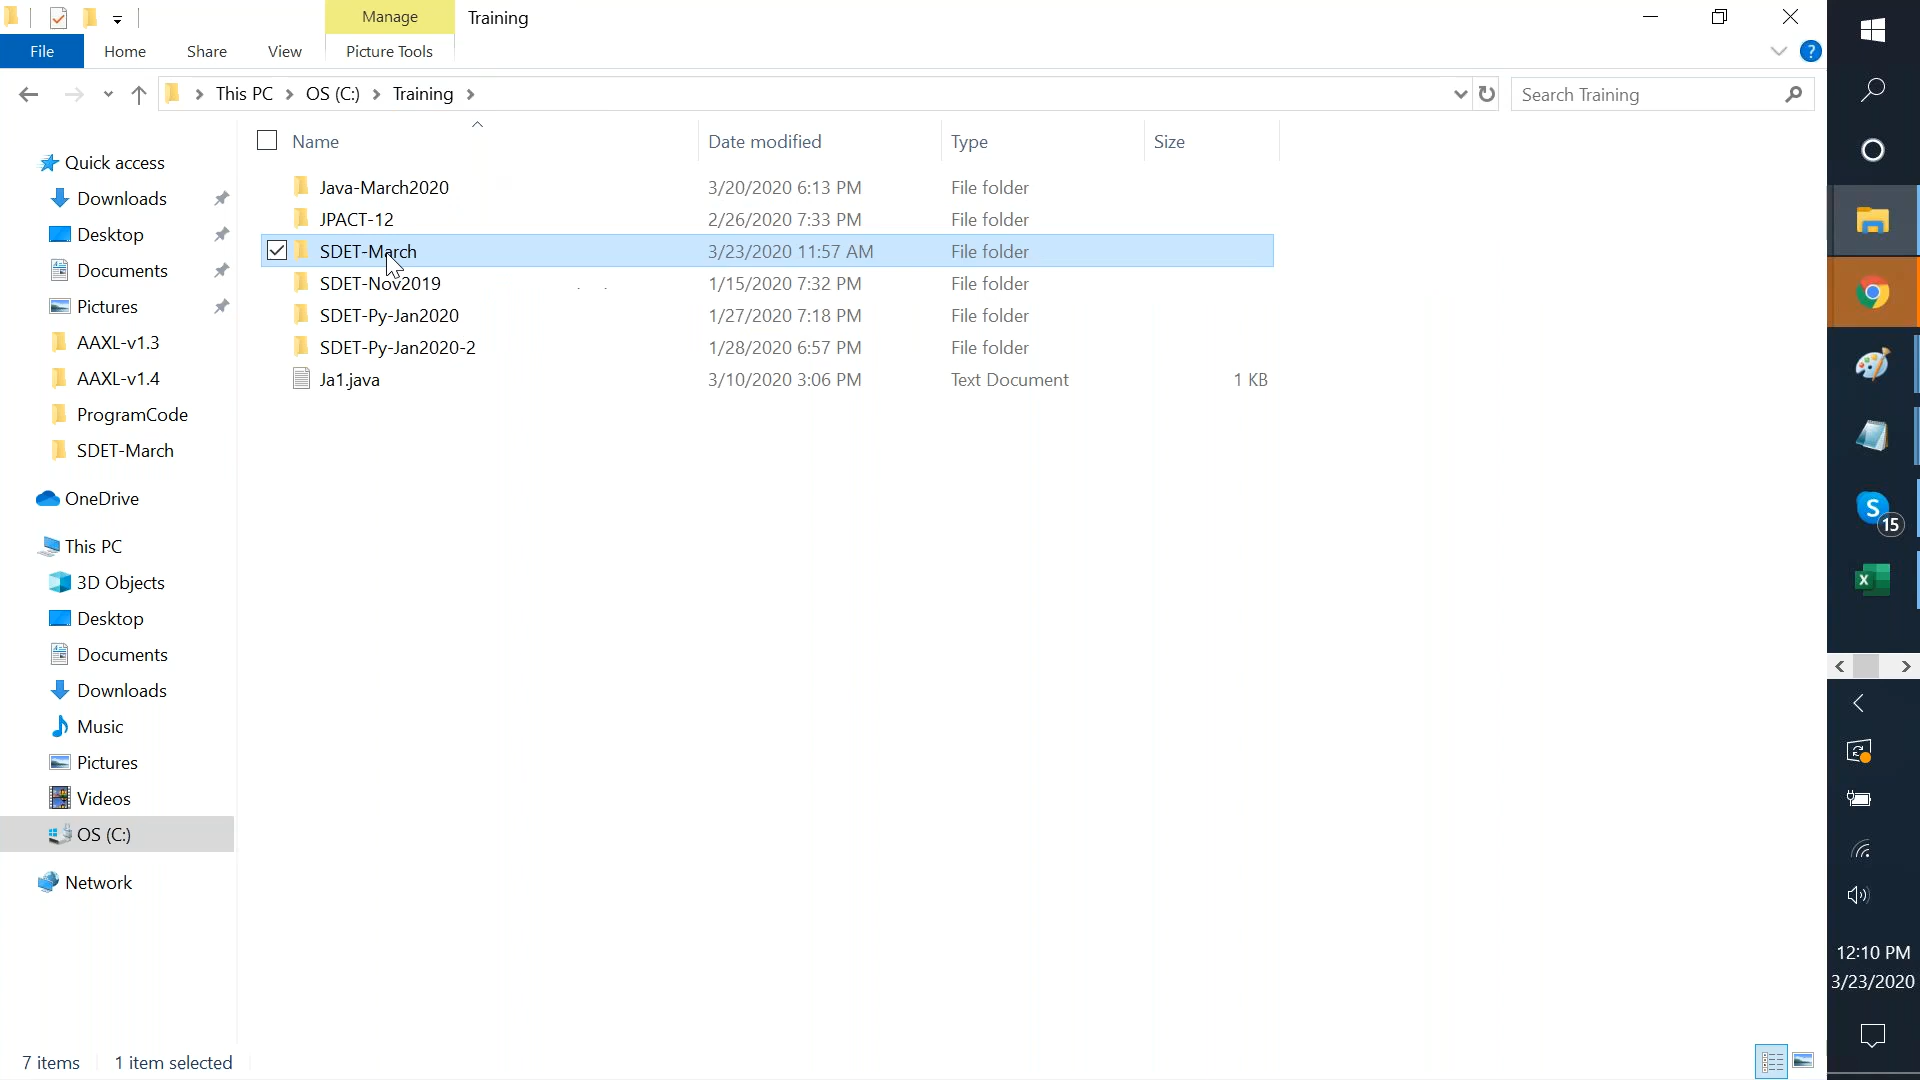 Manage
Training
File
Home
Share
View
Picture Tools
?
This PC
OS (C:)
Training
Search Training
Name
Date modified
Type
Size
Quick access
Downloads
Desktop
Documents
Pictures
AAXL-v1.3
AAXL-v1.4
ProgramCode
SDET-March
OneDrive
This PC
3D Objects
Desktop
Documents
Downloads
Music
Pictures
Videos
OS (C:)
Network
Java-March2020 3/20/2020 6:13 PM File folder
JPACT-12 2/26/2020 7:33 PM File folder
SDET-March 3/23/2020 11:57 AM File folder
SDET-Nov2019 1/15/2020 7:32 PM File folder
SDET-Py-Jan2020 1/27/2020 7:18 PM File folder
SDET-Py-Jan2020-2 1/28/2020 6:57 PM File folder
Ja1.java 3/10/2020 3:06 PM Text Document 1 KB
S
15
X
12:10 PM
3/23/2020
7 items
1 item selected